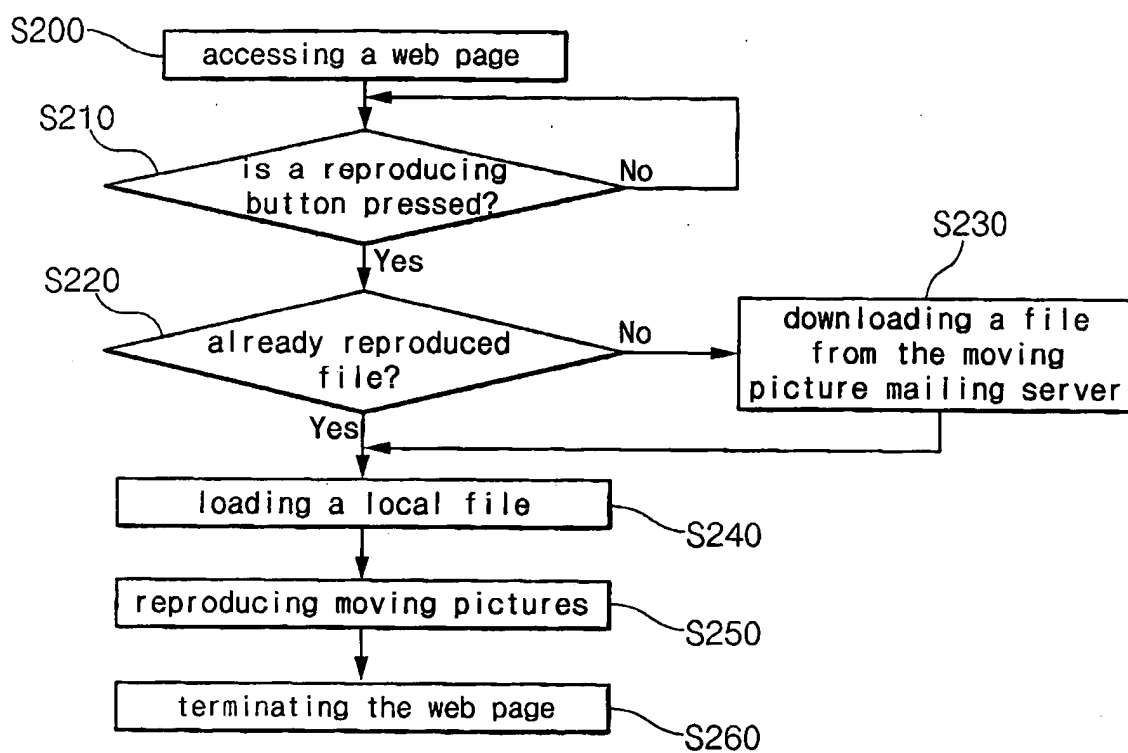 S200
accessing a web page
S210
is a reproducing
button pressed?
No
Yes
S220
already reproduced
file?
No
S230
downloading a file
from the moving
picture mailing server
Yes
loading a local file
S240
reproducing moving pictures
S250
terminating the web page
S260